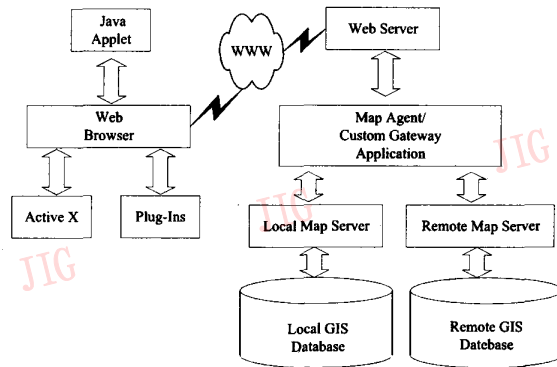 Java
Applet
WWW
Web Server
Web
Browser
Map Agent/
Custom Gateway
Application
Active X
Plug-Ins
Local Map Server
Remote Map Server
Local GIS
Database
Remote GIS
Datebase
JIG
JIG
JIG